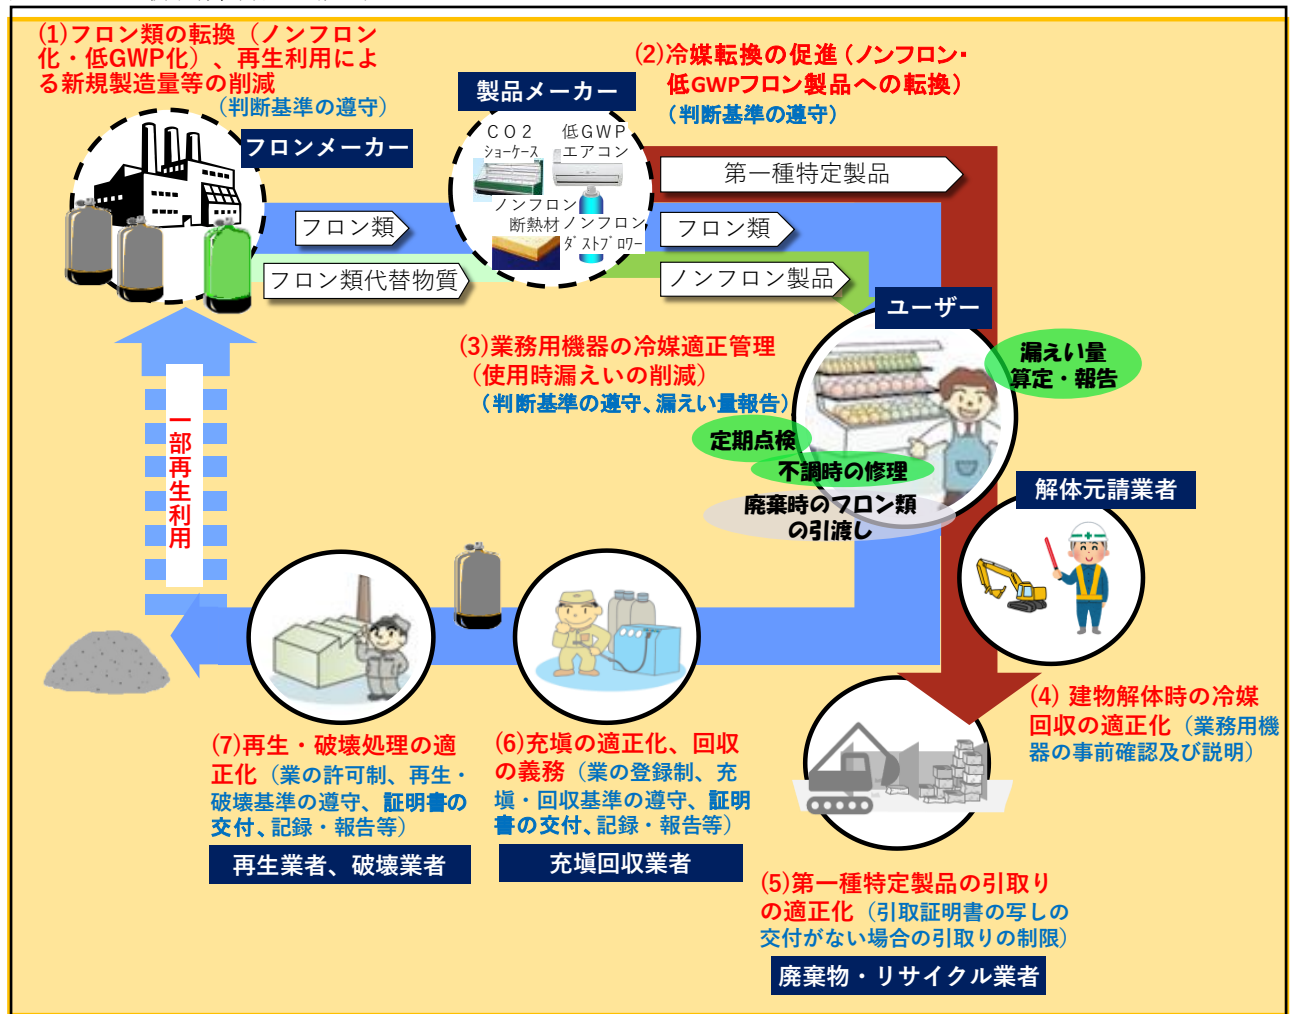 (1)フロン類の転換（ノンフロン
化・低GWP化）、再生利用によ
る新規製造量等の削減
（判断基準の遵守）
フロンメーカー
製品メーカー
ＣＯ２
ショーケース
低ＧＷＰ
エアコン
ノンフロン
断熱材
ノンフロン
ダストブロワー
(2)冷媒転換の促進（ノンフロン・
低GWPフロン製品への転換）
（判断基準の遵守）
第一種特定製品
フロン類
フロン類
フロン類代替物質
ノンフロン製品
ユーザー
(3)業務用機器の冷媒適正管理
（使用時漏えいの削減）
（判断基準の遵守、漏えい量報告）
漏えい量
算定・報告
定期点検
不調時の修理
廃棄時のフロン類
の引渡し
一部再生利用
解体元請業者
(4) 建物解体時の冷媒
回収の適正化（業務用機
器の事前確認及び説明）
(7)再生・破壊処理の適
正化（業の許可制、再生・
破壊基準の遵守、証明書の
交付、記録・報告等）
再生業者、破壊業者
(6)充塡の適正化、回収
の義務（業の登録制、充
塡・回収基準の遵守、証明
書の交付、記録・報告等）
充塡回収業者
(5)第一種特定製品の引取り
の適正化（引取証明書の写しの
交付がない場合の引取りの制限）
廃棄物・リサイクル業者